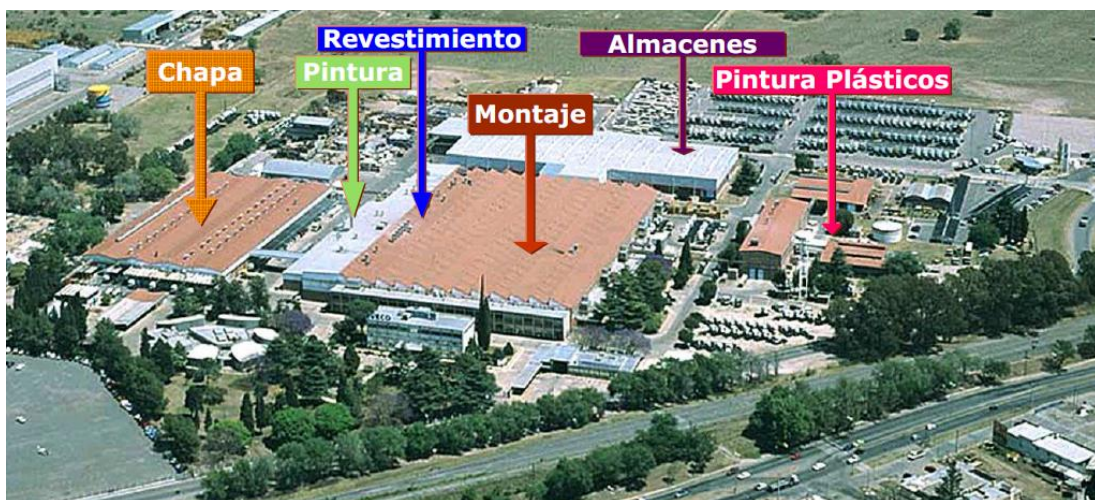 Revestimiento
Almacenes
Chapa
Pintura
Pintura Plásticos
Montaje